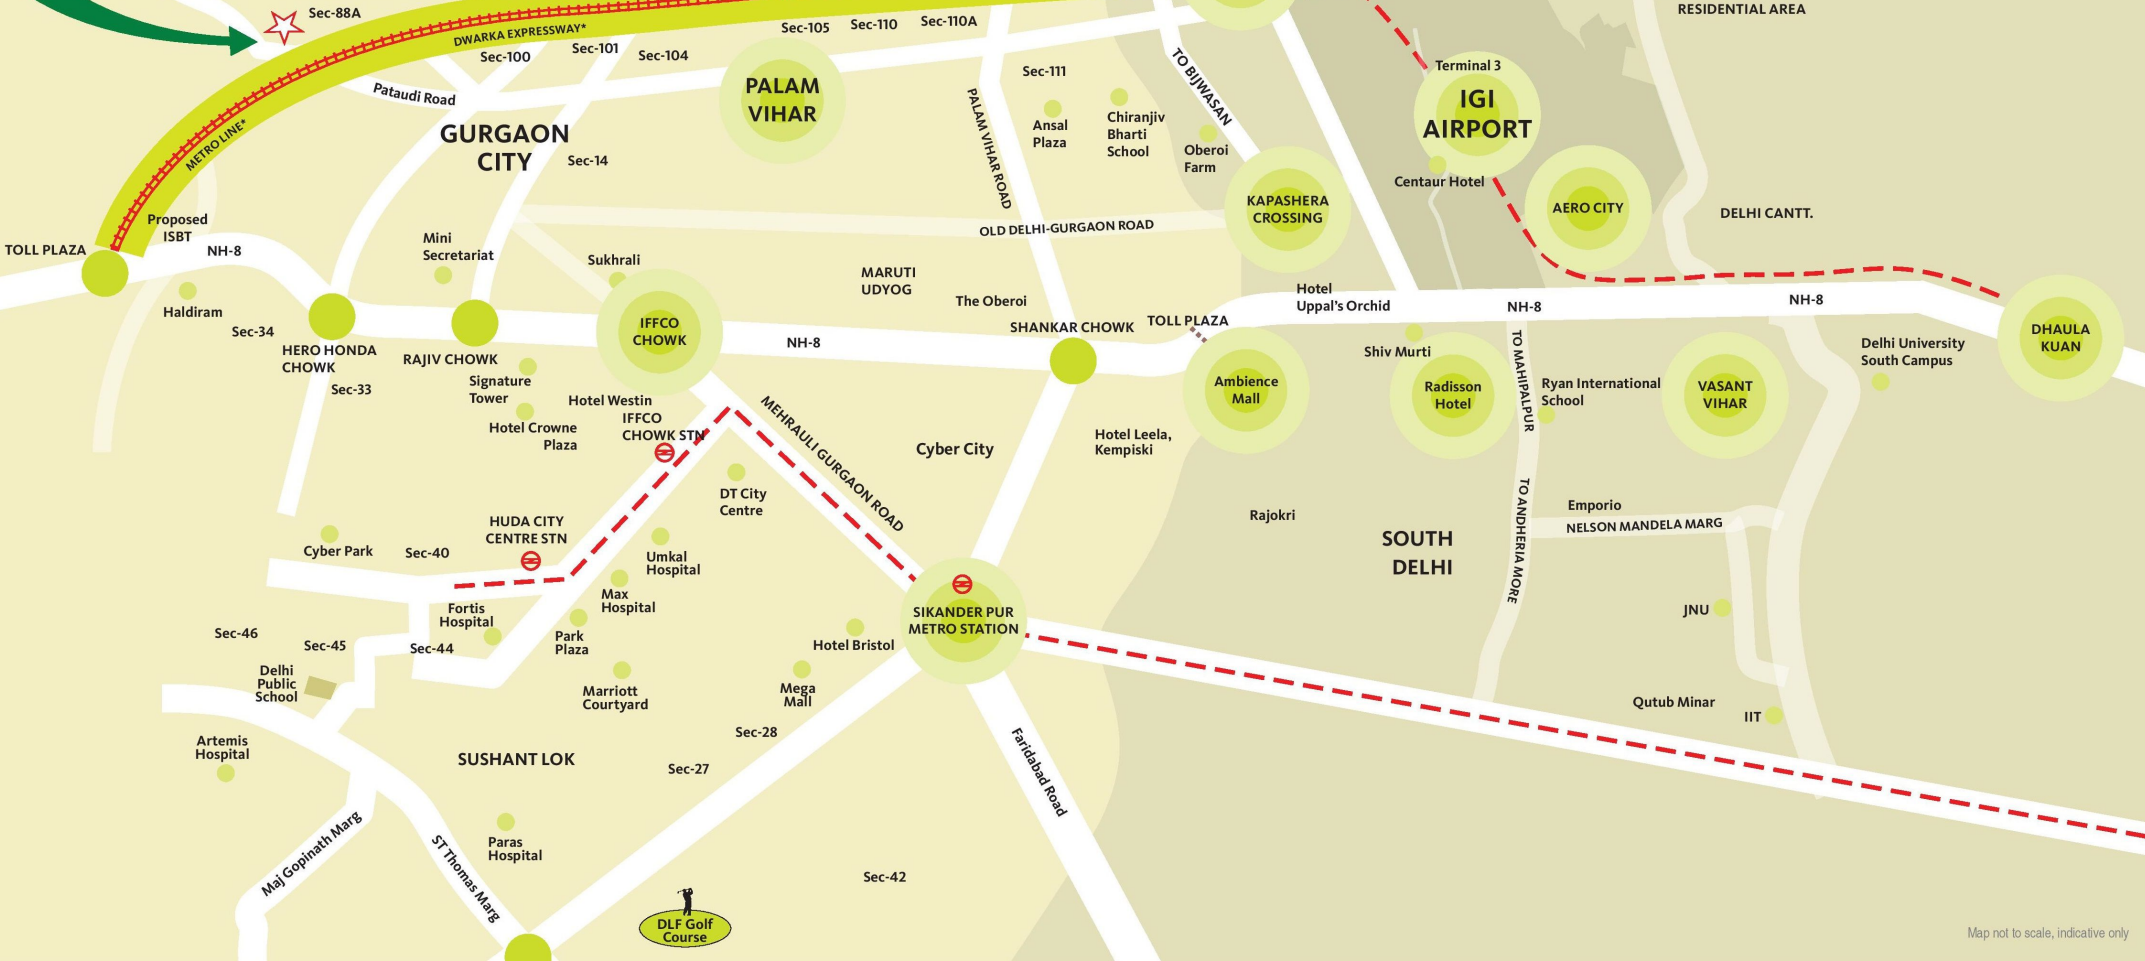 Sec-88A
DWARKA EXPRESSWAY*
Sec-100
Sec-101
Sec-104
Sec-105
Sec-110
Sec-110A
RESIDENTIAL AREA
Pataudi Road
METRO LINE*
GURGAON
CITY
Sec-14
PALAM
VIHAR
PALAM VIHAR ROAD
Sec-111
Ansal
Plaza
Chiranjiv
Bharti
School
TO BIJWASAN
Oberoi
Farm
Terminal 3
IGI
AIRPORT
Centaur Hotel
KAPASHERA
CROSSING
AERO CITY
DELHI CANTT.
Proposed
ISBT
TOLL PLAZA
NH-8
Mini
Secretariat
Sukhrali
OLD DELHI-GURGAON ROAD
MARUTI
UDYOG
The Oberoi
Hotel
Uppal's Orchid
NH-8
NH-8
Haldiram
Sec-34
HERO HONDA
CHOWK
RAJIV CHOWK
IFFCO
CHOWK
NH-8
SHANKAR CHOWK
TOLL PLAZA
DHAULA
KUAN
Sec-33
Signature
Tower
Hotel Westin
Hotel Crowne
Plaza
IFFCO
CHOWK STN
MEHRAULI GURGAON ROAD
Cyber City
Hotel Leela,
Kempiski
Ambience
Mall
Shiv Murti
Radisson
Hotel
TO MAHIPALPUR
Ryan International
School
VASANT
VIHAR
Delhi University
South Campus
DT City
Centre
HUDA CITY
CENTRE STN
Cyber Park
Sec-40
Umkal
Hospital
Max
Hospital
Rajokri
SOUTH
DELHI
TO ANDHERIA MORE
Emporio
NELSON MANDELA MARG
Fortis
Hospital
Park
Plaza
Hotel Bristol
SIKANDER PUR
METRO STATION
JNU
Sec-46
Sec-45
Sec-44
Delhi
Public
School
Marriott
Courtyard
Mega
Mall
Qutub Minar
IIT
Artemis
Hospital
SUSHANT LOK
Sec-28
Sec-27
Faridabad Road
Maj Gopinath Marg
ST Thomas Marg
Paras
Hospital
Sec-42
DLF Golf
Course
Map not to scale, indicative only